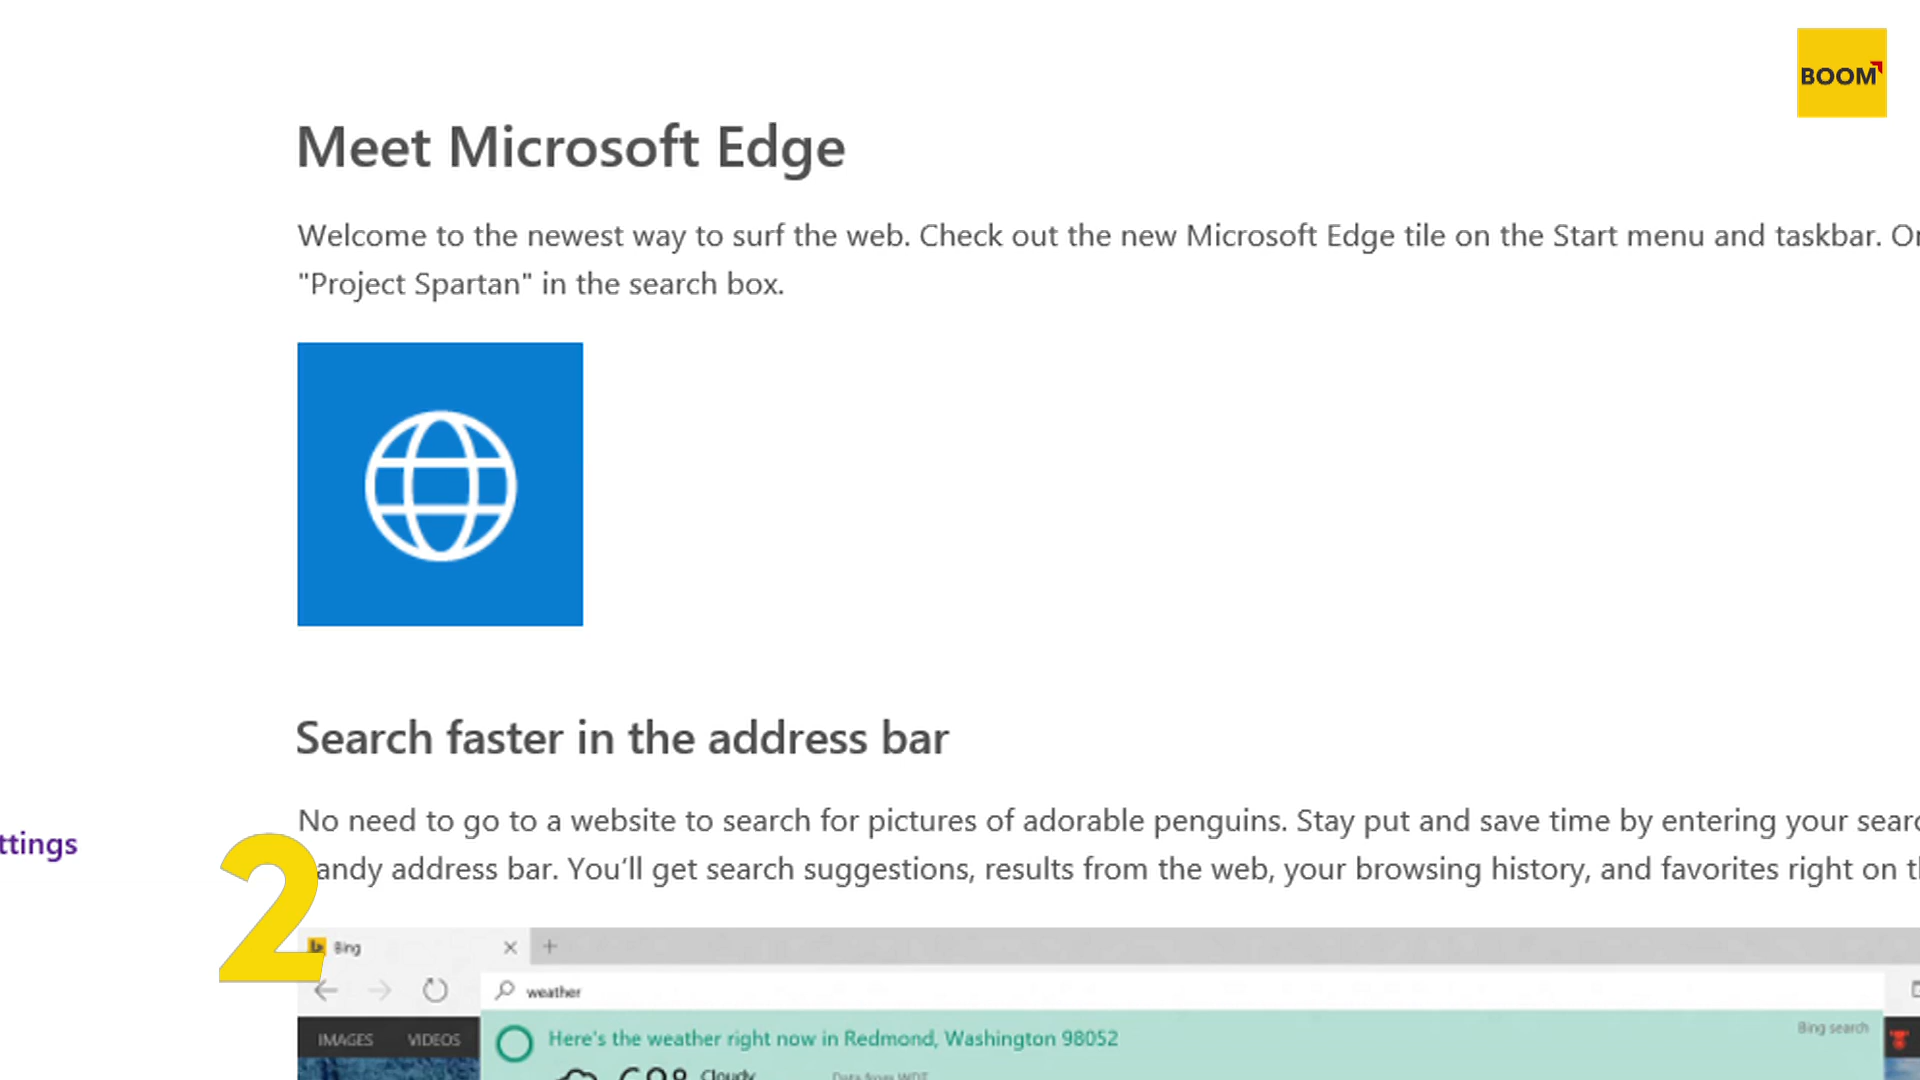 BOOM
Meet Microsoft Edge
Welcome to the newest way to surf the web. Check out the new Microsoft Edge tile on the Start menu and taskbar. Or
"Project Spartan" in the search box.
Search faster in the address bar
No need to go to a website to search for pictures of adorable penguins. Stay put and save time by entering your searc
ttings
2
andy address bar. You'll get search suggestions, results from the web, your browsing history, and favorites right on th
Bing
weather
IMAGES VIDEOS
Here's the weather right now in Redmond, Washington 98052
Bing search
68° Cloudy
Data from WDT